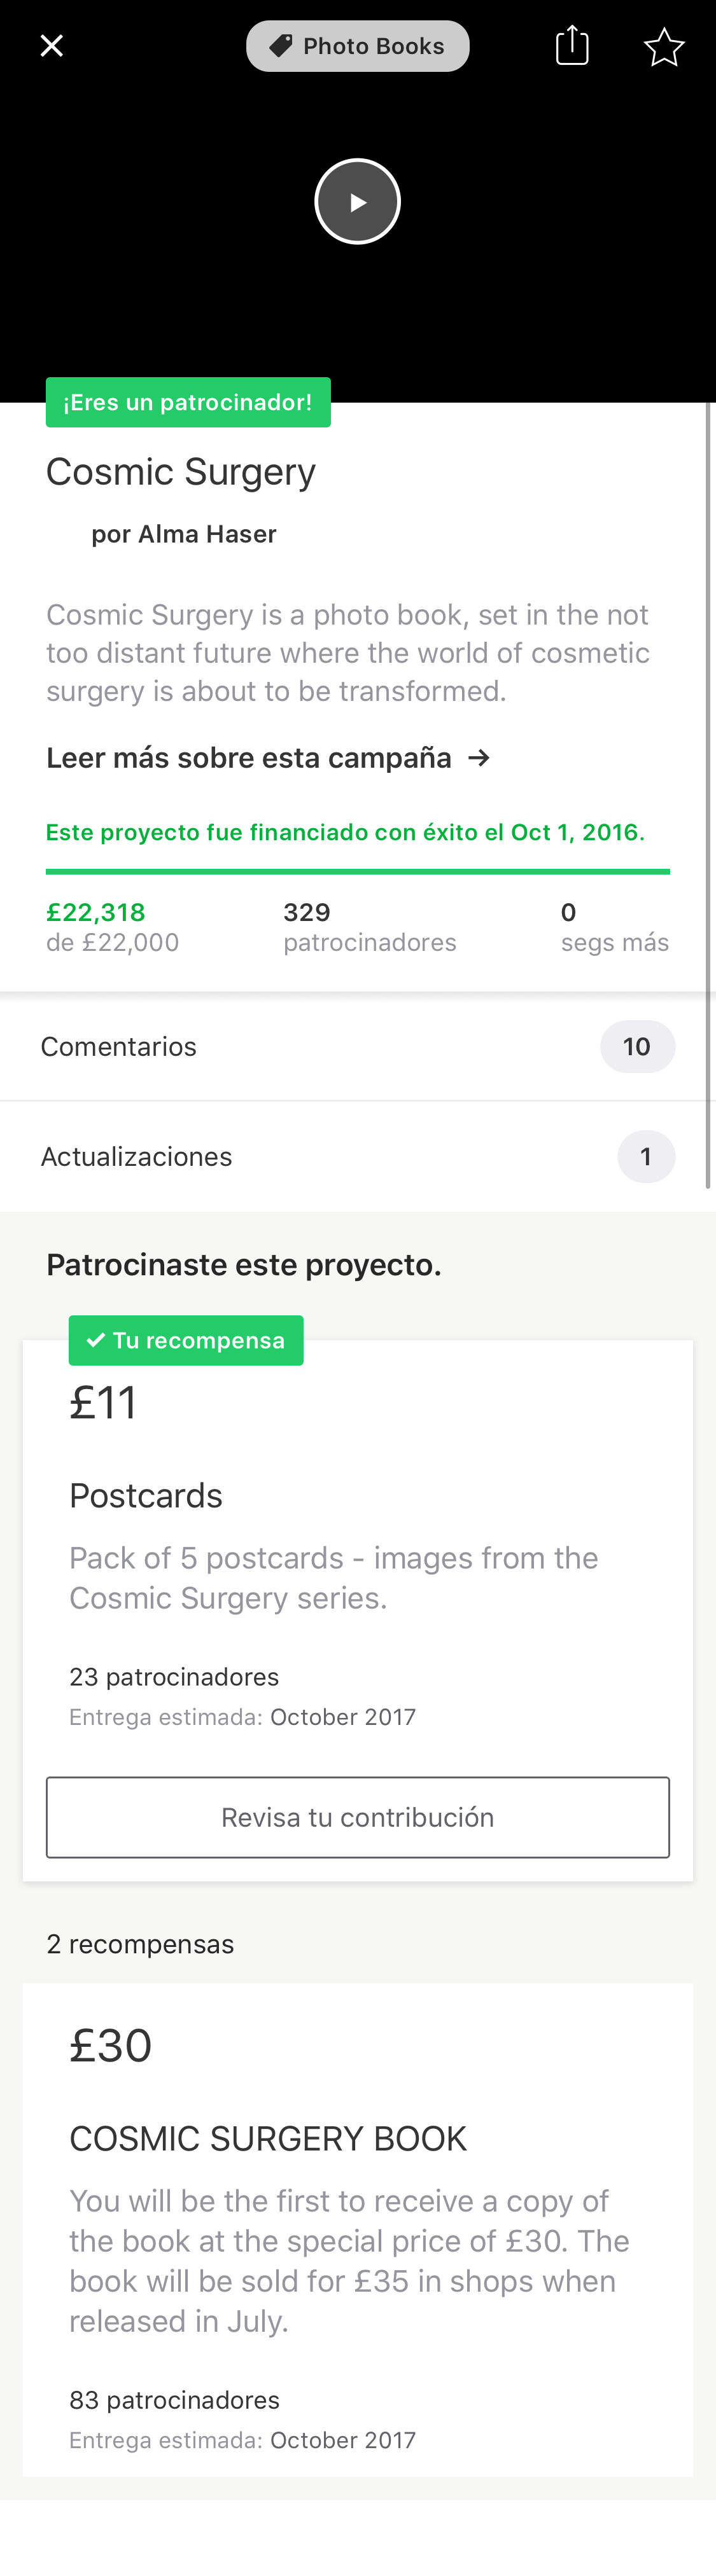 Photo Books
¡Eres un patrocinador!
Cosmic Surgery
por Alma Haser
Cosmic Surgery is a photo book, set in the not
too distant future where the world of cosmetic
surgery is about to be transformed.
Leer más sobre esta campaña →
Este proyecto fue financiado con éxito el Oct 1, 2016.
£22,318
de £22,000
329
patrocinadores
0
segs más
Comentarios
10
Actualizaciones
1
Patrocinaste este proyecto.
✓ Tu recompensa
£11
Postcards
Pack of 5 postcards - images from the
Cosmic Surgery series.
23 patrocinadores
Entrega estimada: October 2017
Revisa tu contribución
2 recompensas
£30
COSMIC SURGERY BOOK
You will be the first to receive a copy of
the book at the special price of £30. The
book will be sold for £35 in shops when
released in July.
83 patrocinadores
Entrega estimada: October 2017